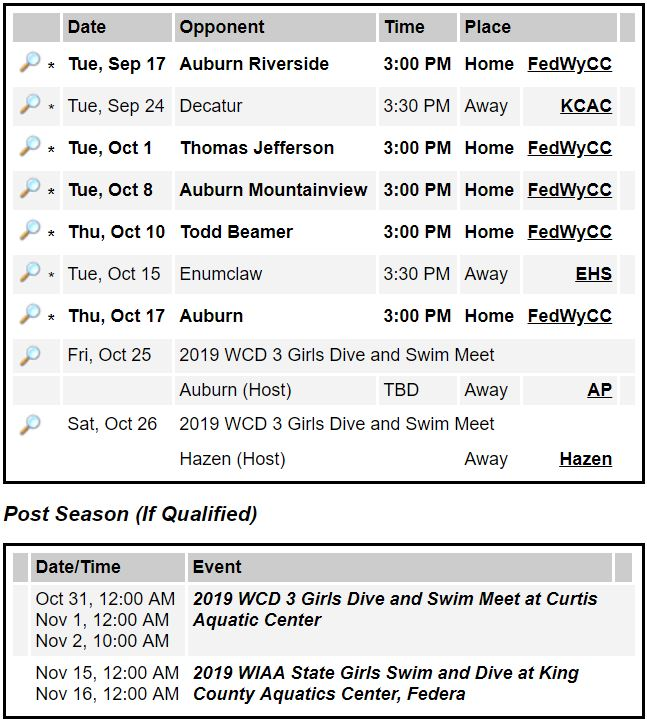 Date Opponent Time Place
* Tue, Sep 17 Auburn Riverside 3:00 PM Home FedWyCC
* Tue, Sep 24 Decatur 3:30 PM Away KCAC
* Tue, Oct 1 Thomas Jefferson 3:00 PM Home FedWyCC
* Tue, Oct 8 Auburn Mountainview 3:00 PM Home FedWyCC
* Thu, Oct 10 Todd Beamer 3:00 PM Home FedWyCC
* Tue, Oct 15 Enumclaw 3:30 PM Away EHS
* Thu, Oct 17 Auburn 3:00 PM Home FedWyCC
Fri, Oct 25 2019 WCD 3 Girls Dive and Swim Meet
Auburn (Host) TBD Away AP
Sat, Oct 26 2019 WCD 3 Girls Dive and Swim Meet
Hazen (Host) Away Hazen
Post Season (If Qualified)
Date/Time Event
Oct 31, 12:00 AM 2019 WCD 3 Girls Dive and Swim Meet at Curtis
Nov 1, 12:00 AM Aquatic Center
Nov 2, 10:00 AM
Nov 15, 12:00 AM 2019 WIAA State Girls Swim and Dive at King
Nov 16, 12:00 AM County Aquatics Center, Federa